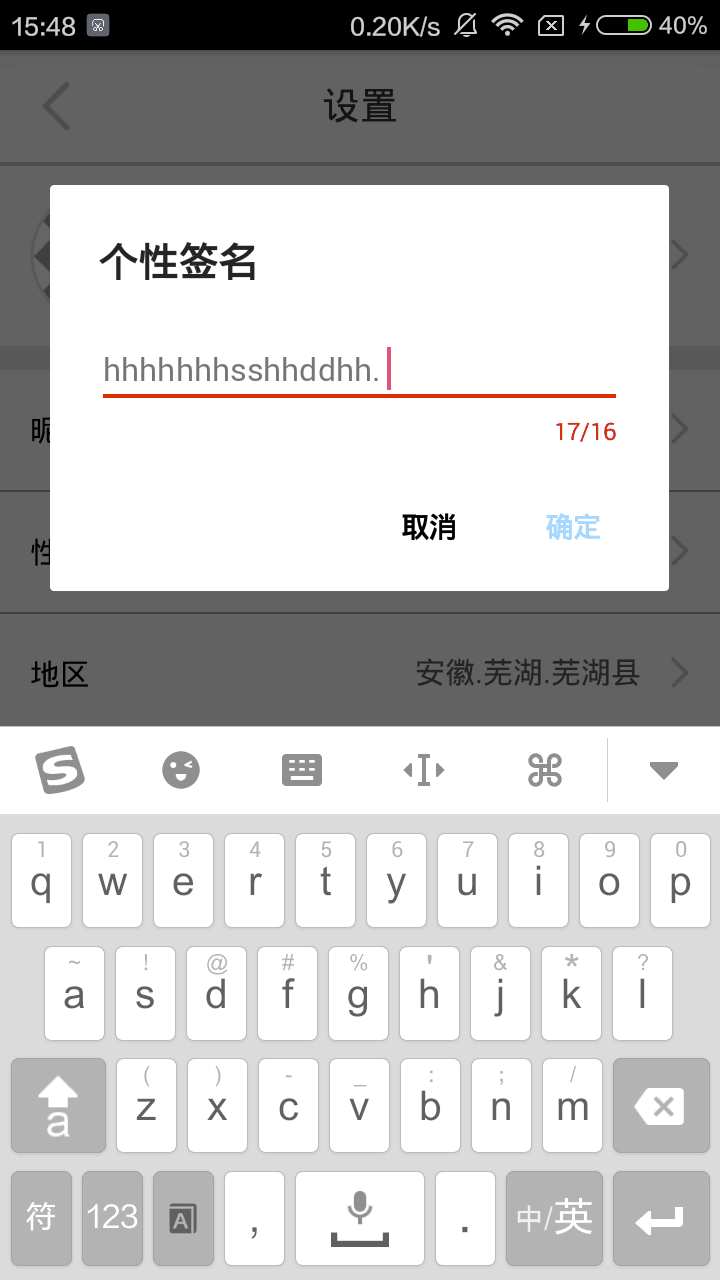 15:48 0.20K/s 40%
设置
个性签名
hhhhhhhsshhddhh.
17/16
取消 确定
昵
性
地区 安徽.芜湖.芜湖县
1 2 3 4 5 6 7 8 9 0
q w e r t y u i o p
~ ! @ # % ' & * ?
a s d f g h j k l
( ) - _ : ; /
a z x c v b n m
符 123 A , . 中/英